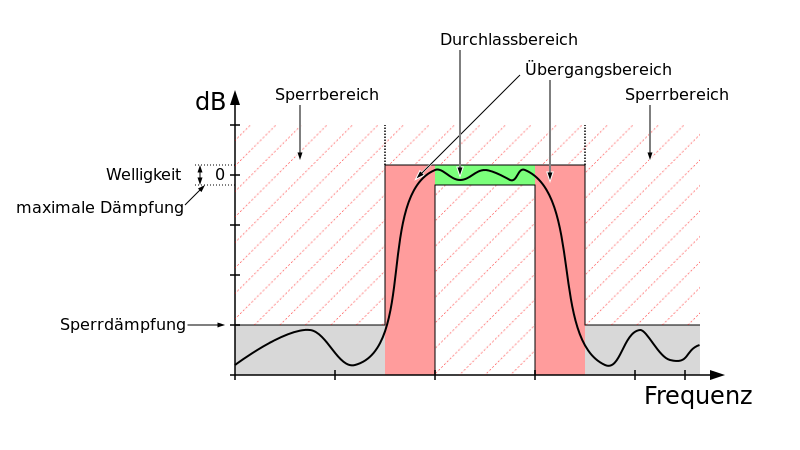 Durchlassbereich
Übergangsbereich
Sperrbereich
Sperrbereich
dB
Welligkeit
0
maximale Dämpfung
Sperrdämpfung
Frequenz